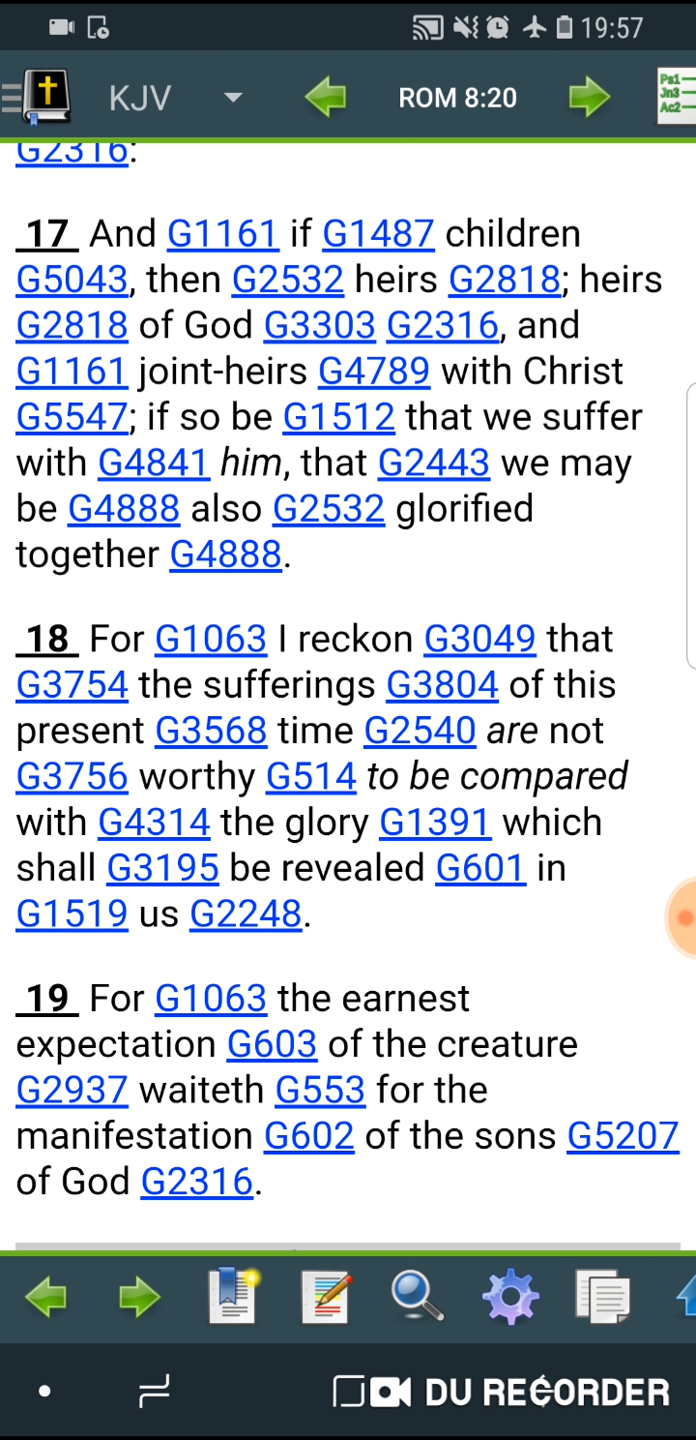 19:57
KJV
ROM 8:20
Ps1
Jn3
Ac2
G2316:
17 And G1161 if G1487 children
G5043, then G2532 heirs G2818; heirs
G2818 of God G3303 G2316, and
G1161 joint-heirs G4789 with Christ
G5547; if so be G1512 that we suffer
with G4841 him, that G2443 we may
be G4888 also G2532 glorified
together G4888.
18 For G1063 I reckon G3049 that
G3754 the sufferings G3804 of this
present G3568 time G2540 are not
G3756 worthy G514 to be compared
with G4314 the glory G1391 which
shall G3195 be revealed G601 in
G1519 us G2248.
19 For G1063 the earnest
expectation G603 of the creature
G2937 waiteth G553 for the
manifestation G602 of the sons G5207
of God G2316.
DU RECORDER